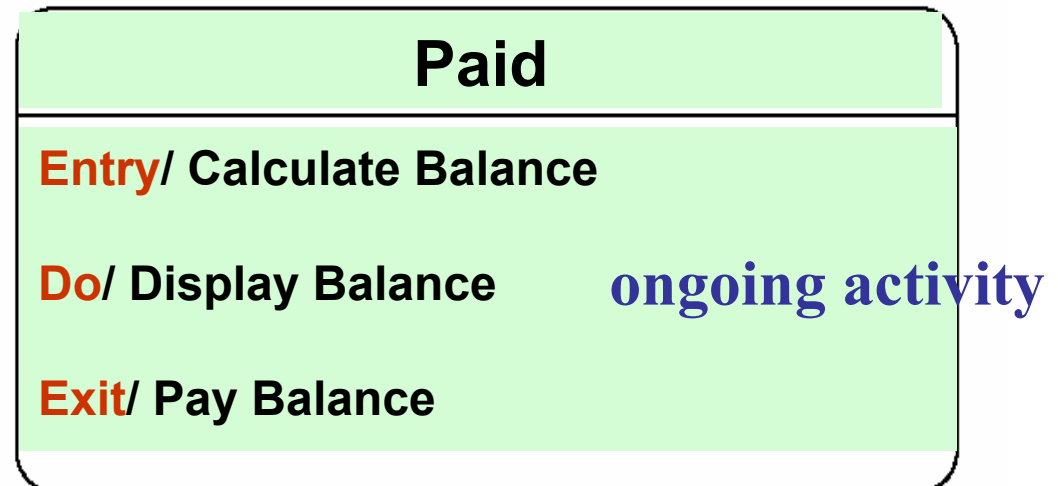 Paid
Entry/ Calculate Balance
Do/ Display Balance ongoing activity
Exit/ Pay Balance